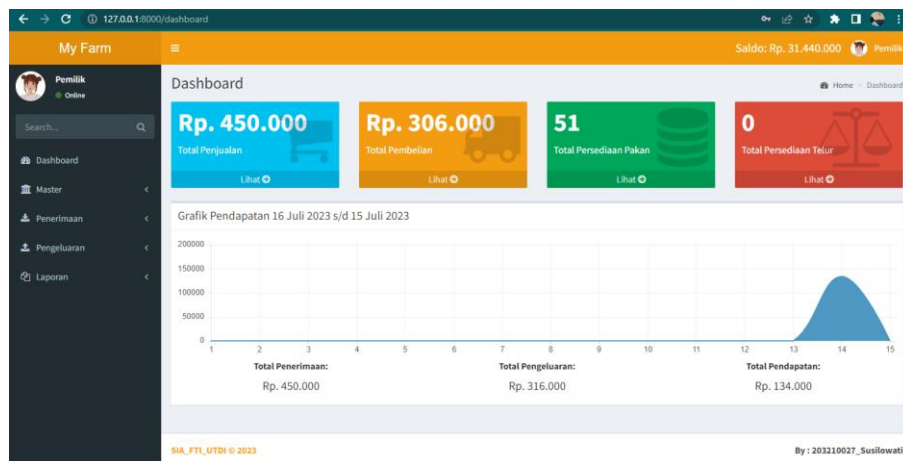 127.0.0.1:8000/dashboard
My Farm
Saldo: Rp. 31.440.000 Pemilik
Pemilik
Online
Search...
Dashboard
Master
Penerimaan
Pengeluaran
Laporan
Dashboard
Home > Dashboard
Rp. 450.000
Total Penjualan
Lihat
Rp. 306.000
Total Pembelian
Lihat
51
Total Persediaan Pakan
Lihat
0
Total Persediaan Telur
Lihat
Grafik Pendapatan 16 Juli 2023 s/d 15 Juli 2023
200000
150000
100000
50000
0
1 2 3 4 5 6 7 8 9 10 11 12 13 14 15
Total Penerimaan:
Rp. 450.000
Total Pengeluaran:
Rp. 316.000
Total Pendapatan:
Rp. 134.000
SIA_FTI_UTDI © 2023
By : 203210027_Susilowati